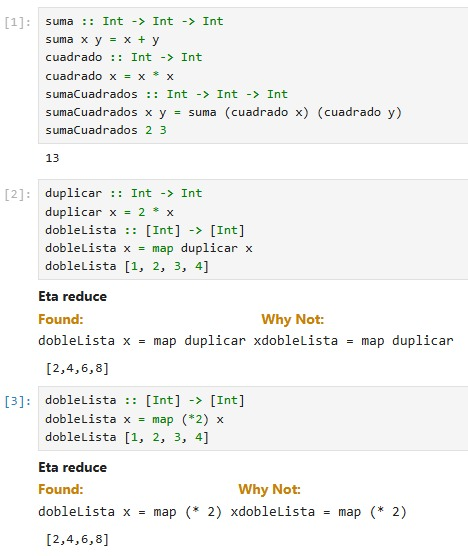 [1]: suma :: Int -> Int -> Int
suma x y = x + y
cuadrado :: Int -> Int
cuadrado x = x * x
sumaCuadrados :: Int -> Int -> Int
sumaCuadrados x y = suma (cuadrado x) (cuadrado y)
sumaCuadrados 2 3
13
[2]: duplicar :: Int -> Int
duplicar x = 2 * x
dobleLista :: [Int] -> [Int]
dobleLista x = map duplicar x
dobleLista [1, 2, 3, 4]
Eta reduce
Found: Why Not:
dobleLista x = map duplicar xdobleLista = map duplicar
[2,4,6,8]
[3]: dobleLista :: [Int] -> [Int]
dobleLista x = map (*2) x
dobleLista [1, 2, 3, 4]
Eta reduce
Found: Why Not:
dobleLista x = map (* 2) xdobleLista = map (* 2)
[2,4,6,8]